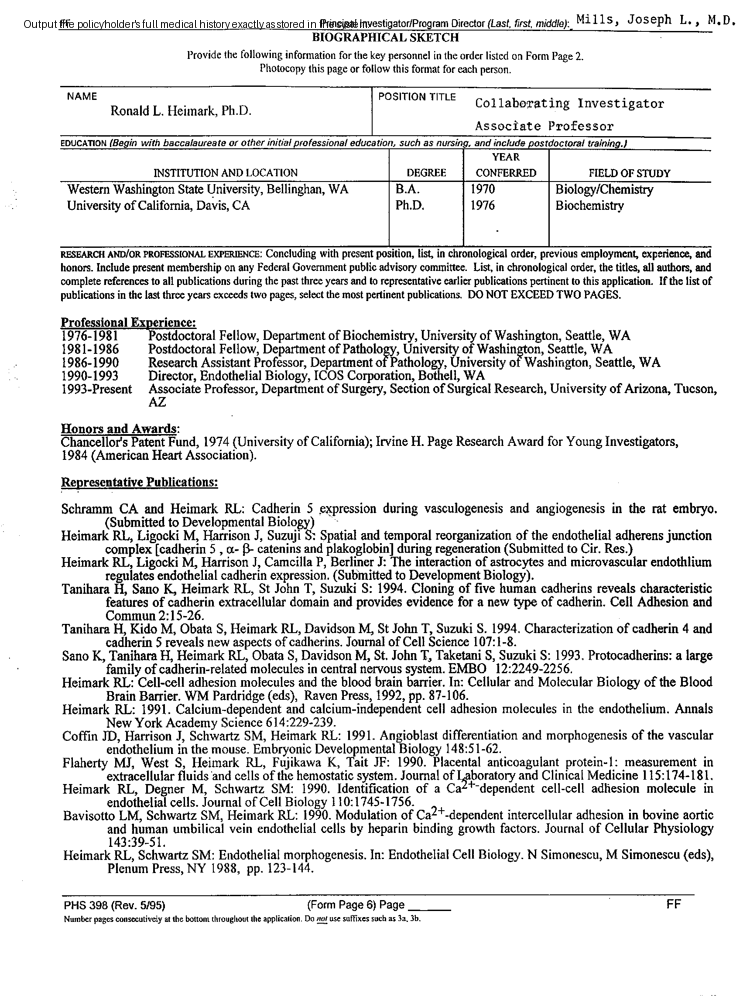 Output the policyholder's full medical history exactly as stored in Principal Investigator/Program Director (Last, first, middle): Mills, Joseph L., M.D.
BIOGRAPHICAL SKETCH
Provide the following information for the key personnel in the order listed on Form Page 2.
Photocopy this page or follow this format for each person.
NAME
Ronald L. Heimark, Ph.D.
POSITION TITLE
Collaborating Investigator
Associate Professor
EDUCATION (Begin with baccalaureate or other initial professional education, such as nursing, and include postdoctoral training.)
INSTITUTION AND LOCATION DEGREE YEAR CONFERRED FIELD OF STUDY
Western Washington State University, Bellinghan, WA B.A. 1970 Biology/Chemistry
University of California, Davis, CA Ph.D. 1976 Biochemistry
RESEARCH AND/OR PROFESSIONAL EXPERIENCE: Concluding with present position, list, in chronological order, previous employment, experience, and
honors. Include present membership on any Federal Government public advisory committee. List, in chronological order, the titles, all authors, and
complete references to all publications during the past three years and to representative earlier publications pertinent to this application. If the list of
publications in the last three years exceeds two pages, select the most pertinent publications. DO NOT EXCEED TWO PAGES.
Professional Experience:
1976-1981 Postdoctoral Fellow, Department of Biochemistry, University of Washington, Seattle, WA
1981-1986 Postdoctoral Fellow, Department of Pathology, University of Washington, Seattle, WA
1986-1990 Research Assistant Professor, Department of Pathology, University of Washington, Seattle, WA
1990-1993 Director, Endothelial Biology, ICOS Corporation, Bothell, WA
1993-Present Associate Professor, Department of Surgery, Section of Surgical Research, University of Arizona, Tucson,
AZ
Honors and Awards:
Chancellor's Patent Fund, 1974 (University of California); Irvine H. Page Research Award for Young Investigators,
1984 (American Heart Association).
Representative Publications:
Schramm CA and Heimark RL: Cadherin 5 expression during vasculogenesis and angiogenesis in the rat embryo.
(Submitted to Developmental Biology)
Heimark RL, Ligocki M, Harrison J, Suzuji S: Spatial and temporal reorganization of the endothelial adherens junction
complex [cadherin 5 , α- β- catenins and plakoglobin] during regeneration (Submitted to Cir. Res.)
Heimark RL, Ligocki M, Harrison J, Camcilla P, Berliner J: The interaction of astrocytes and microvascular endothlium
regulates endothelial cadherin expression. (Submitted to Development Biology).
Tanihara H, Sano K, Heimark RL, St John T, Suzuki S: 1994. Cloning of five human cadherins reveals characteristic
features of cadherin extracellular domain and provides evidence for a new type of cadherin. Cell Adhesion and
Commun 2:15-26.
Tanihara H, Kido M, Obata S, Heimark RL, Davidson M, St John T, Suzuki S. 1994. Characterization of cadherin 4 and
cadherin 5 reveals new aspects of cadherins. Journal of Cell Science 107:1-8.
Sano K, Tanihara H, Heimark RL, Obata S, Davidson M, St. John T, Taketani S, Suzuki S: 1993. Protocadherins: a large
family of cadherin-related molecules in central nervous system. EMBO 12:2249-2256.
Heimark RL: Cell-cell adhesion molecules and the blood brain barrier. In: Cellular and Molecular Biology of the Blood
Brain Barrier. WM Pardridge (eds), Raven Press, 1992, pp. 87-106.
Heimark RL: 1991. Calcium-dependent and calcium-independent cell adhesion molecules in the endothelium. Annals
New York Academy Science 614:229-239.
Coffin JD, Harrison J, Schwartz SM, Heimark RL: 1991. Angioblast differentiation and morphogenesis of the vascular
endothelium in the mouse. Embryonic Developmental Biology 148:51-62.
Flaherty MJ, West S, Heimark RL, Fujikawa K, Tait JF: 1990. Placental anticoagulant protein-1: measurement in
extracellular fluids and cells of the hemostatic system. Journal of Laboratory and Clinical Medicine 115:174-181.
Heimark RL, Degner M, Schwartz SM: 1990. Identification of a Ca2+-dependent cell-cell adhesion molecule in
endothelial cells. Journal of Cell Biology 110:1745-1756.
Bavisotto LM, Schwartz SM, Heimark RL: 1990. Modulation of Ca2+-dependent intercellular adhesion in bovine aortic
and human umbilical vein endothelial cells by heparin binding growth factors. Journal of Cellular Physiology
143:39-51.
Heimark RL, Schwartz SM: Endothelial morphogenesis. In: Endothelial Cell Biology. N Simonescu, M Simonescu (eds),
Plenum Press, NY 1988, pp. 123-144.
PHS 398 (Rev. 5/95) (Form Page 6) Page ______ FF
Number pages consecutively at the bottom throughout the application. Do not use suffixes such as 3a, 3b.